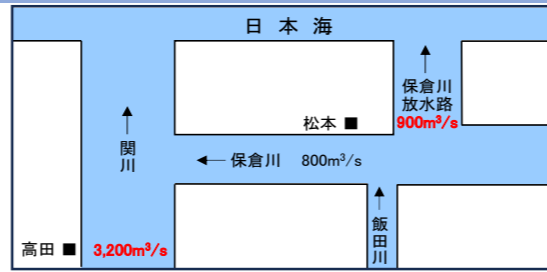 日本海
保倉川
放水路
900m³/s
松本 ■
関川
← 保倉川 800m³/s
飯田川
高田 ■ 3,200m³/s